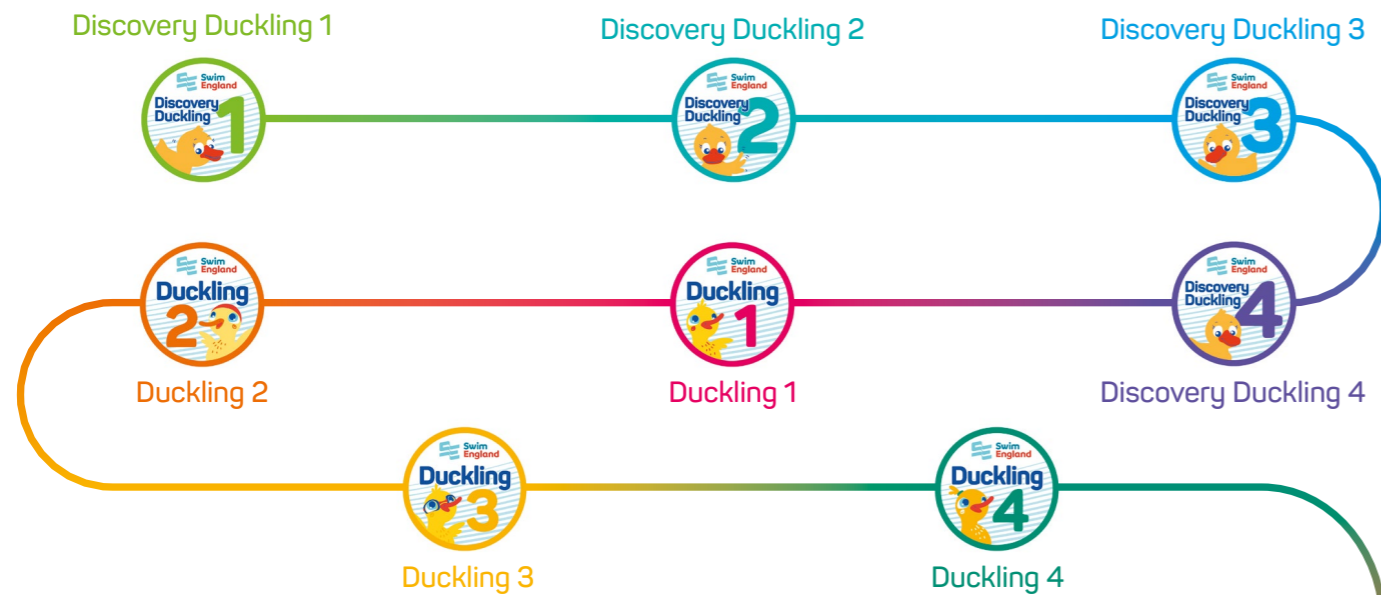 Discovery Duckling 1
Discovery Duckling 2
Discovery Duckling 3
Swim
England
Discovery
Duckling
1
Swim
England
Discovery
Duckling
2
Swim
England
Discovery
Duckling
3
Swim
England
Duckling
2
Swim
England
Duckling
1
Swim
England
Discovery
Duckling
4
Duckling 2
Duckling 1
Discovery Duckling 4
Swim
England
Duckling
3
Swim
England
Duckling
4
Duckling 3
Duckling 4